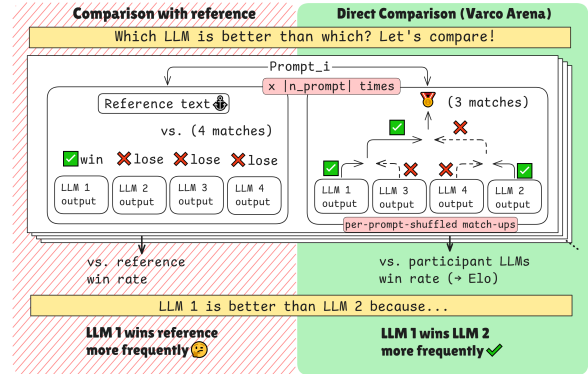 Comparison with reference
Direct Comparison (Varco Arena)
Which LLM is better than which? Let's compare!
Prompt_i
x |n_prompt| times
Reference text
vs. (4 matches)
win
lose
lose
lose
LLM 1
output
LLM 2
output
LLM 3
output
LLM 4
output
(3 matches)
LLM 1
output
LLM 3
output
LLM 4
output
LLM 2
output
per-prompt-shuffled match-ups
vs. reference
win rate
vs. participant LLMs
win rate (→ Elo)
LLM 1 is better than LLM 2 because...
LLM 1 wins reference
more frequently
LLM 1 wins LLM 2
more frequently